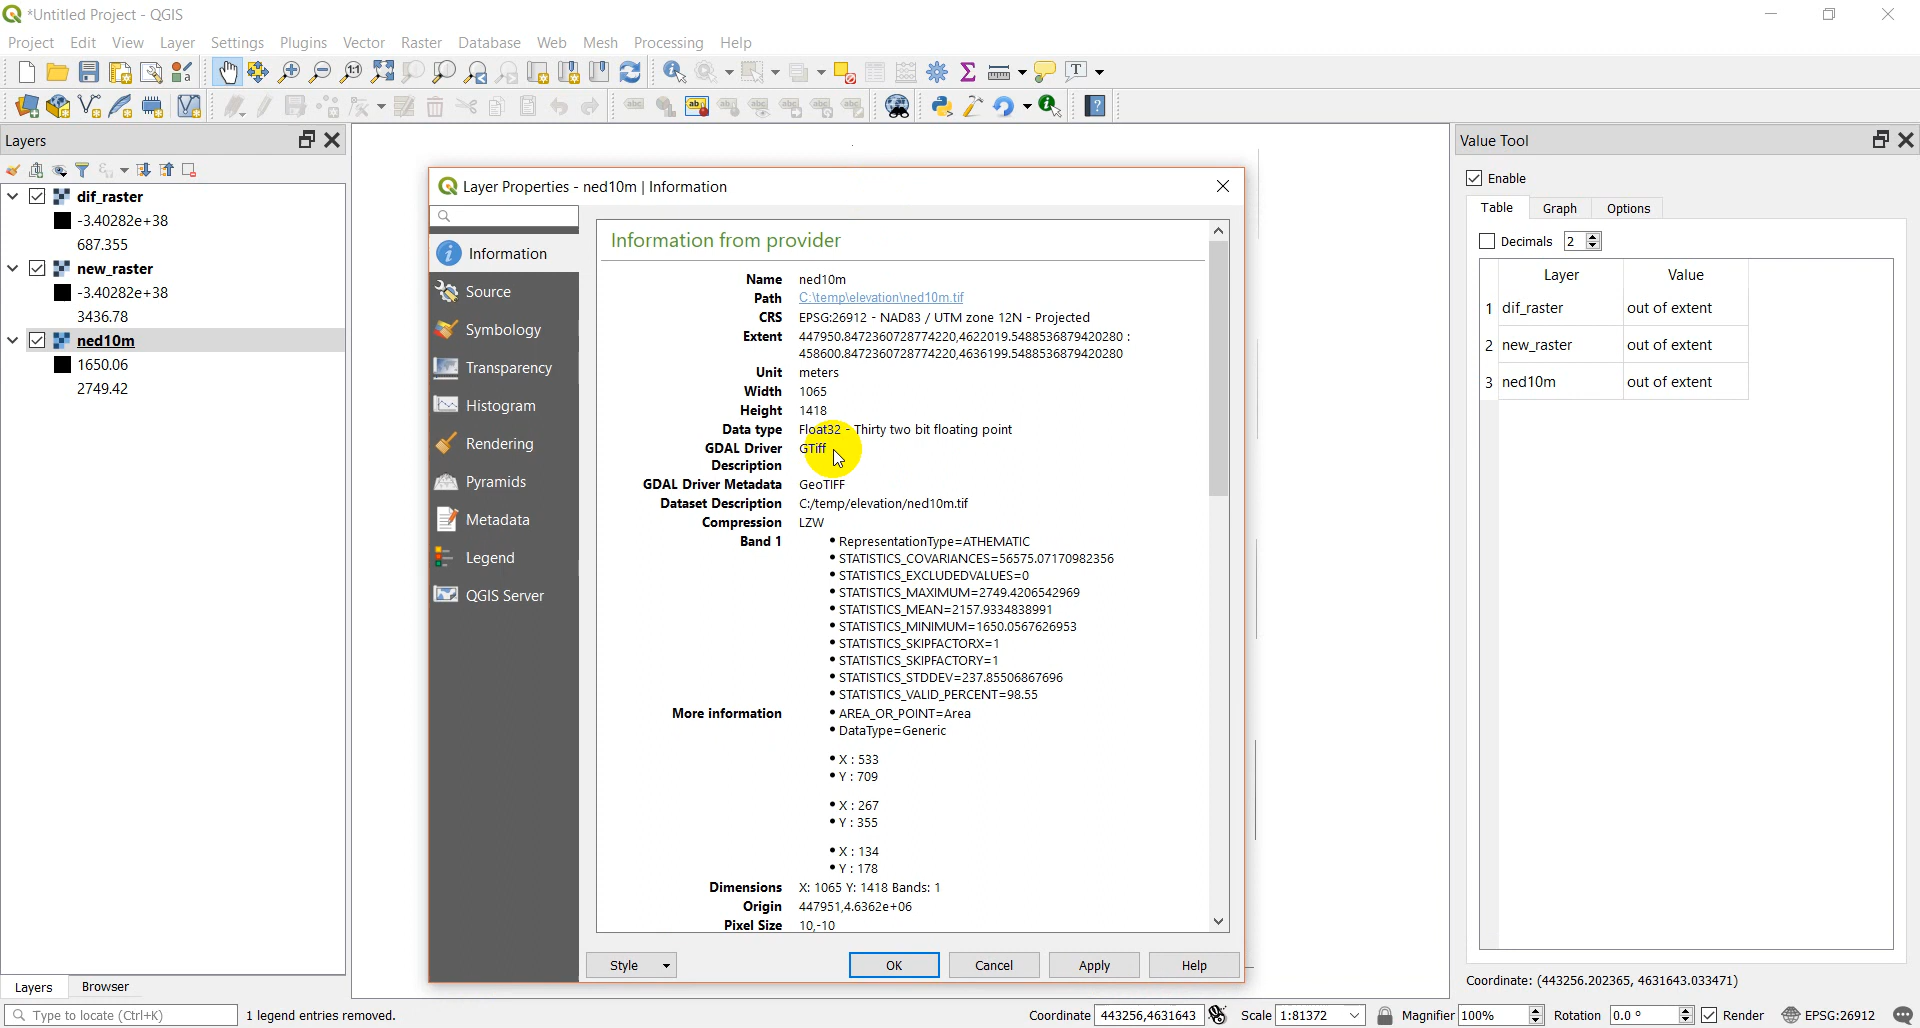 *Untitled Project - QGIS
Project Edit View Layer Settings Plugins Vector Raster Database Web Mesh Processing Help
Layers
dif_raster
-3.40282e+38
687.355
new_raster
-3.40282e+38
3436.78
ned10m
1650.06
2749.42
Layers Browser
Layer Properties - ned10m | Information
Information
Source
Symbology
Transparency
Histogram
Rendering
Pyramids
Metadata
Legend
QGIS Server
Information from provider
Name ned10m
Path C:\temp\elevation\ned10m.tif
CRS EPSG:26912 - NAD83 / UTM zone 12N - Projected
Extent 447950.8472360728774220,4622019.5488536879420280 :
458600.8472360728774220,4636199.5488536879420280
Unit meters
Width 1065
Height 1418
Data type Float32 - Thirty two bit floating point
GDAL Driver GTiff
Description
GDAL Driver Metadata GeoTIFF
Dataset Description C:/temp/elevation/ned10m.tif
Compression LZW
Band 1 • RepresentationType=ATHEMATIC
• STATISTICS_COVARIANCES=56575.07170982356
• STATISTICS_EXCLUDEDVALUES=0
• STATISTICS_MAXIMUM=2749.4206542969
• STATISTICS_MEAN=2157.9334838991
• STATISTICS_MINIMUM=1650.0567626953
• STATISTICS_SKIPFACTORX=1
• STATISTICS_SKIPFACTORY=1
• STATISTICS_STDDEV=237.85506867696
• STATISTICS_VALID_PERCENT=98.55
More information • AREA_OR_POINT=Area
• DataType=Generic
• X : 533
• Y : 709
• X : 267
• Y : 355
• X : 134
• Y : 178
Dimensions X: 1065 Y: 1418 Bands: 1
Origin 447951,4.6362e+06
Pixel Size 10,-10
Style OK Cancel Apply Help
Value Tool
Enable
Table Graph Options
Decimals 2
Layer Value
1 dif_raster out of extent
2 new_raster out of extent
3 ned10m out of extent
Coordinate: (443256.202365, 4631643.033471)
Type to locate (Ctrl+K) 1 legend entries removed. Coordinate 443256,4631643 Scale 1:81372 Magnifier 100% Rotation 0.0 ° Render EPSG:26912